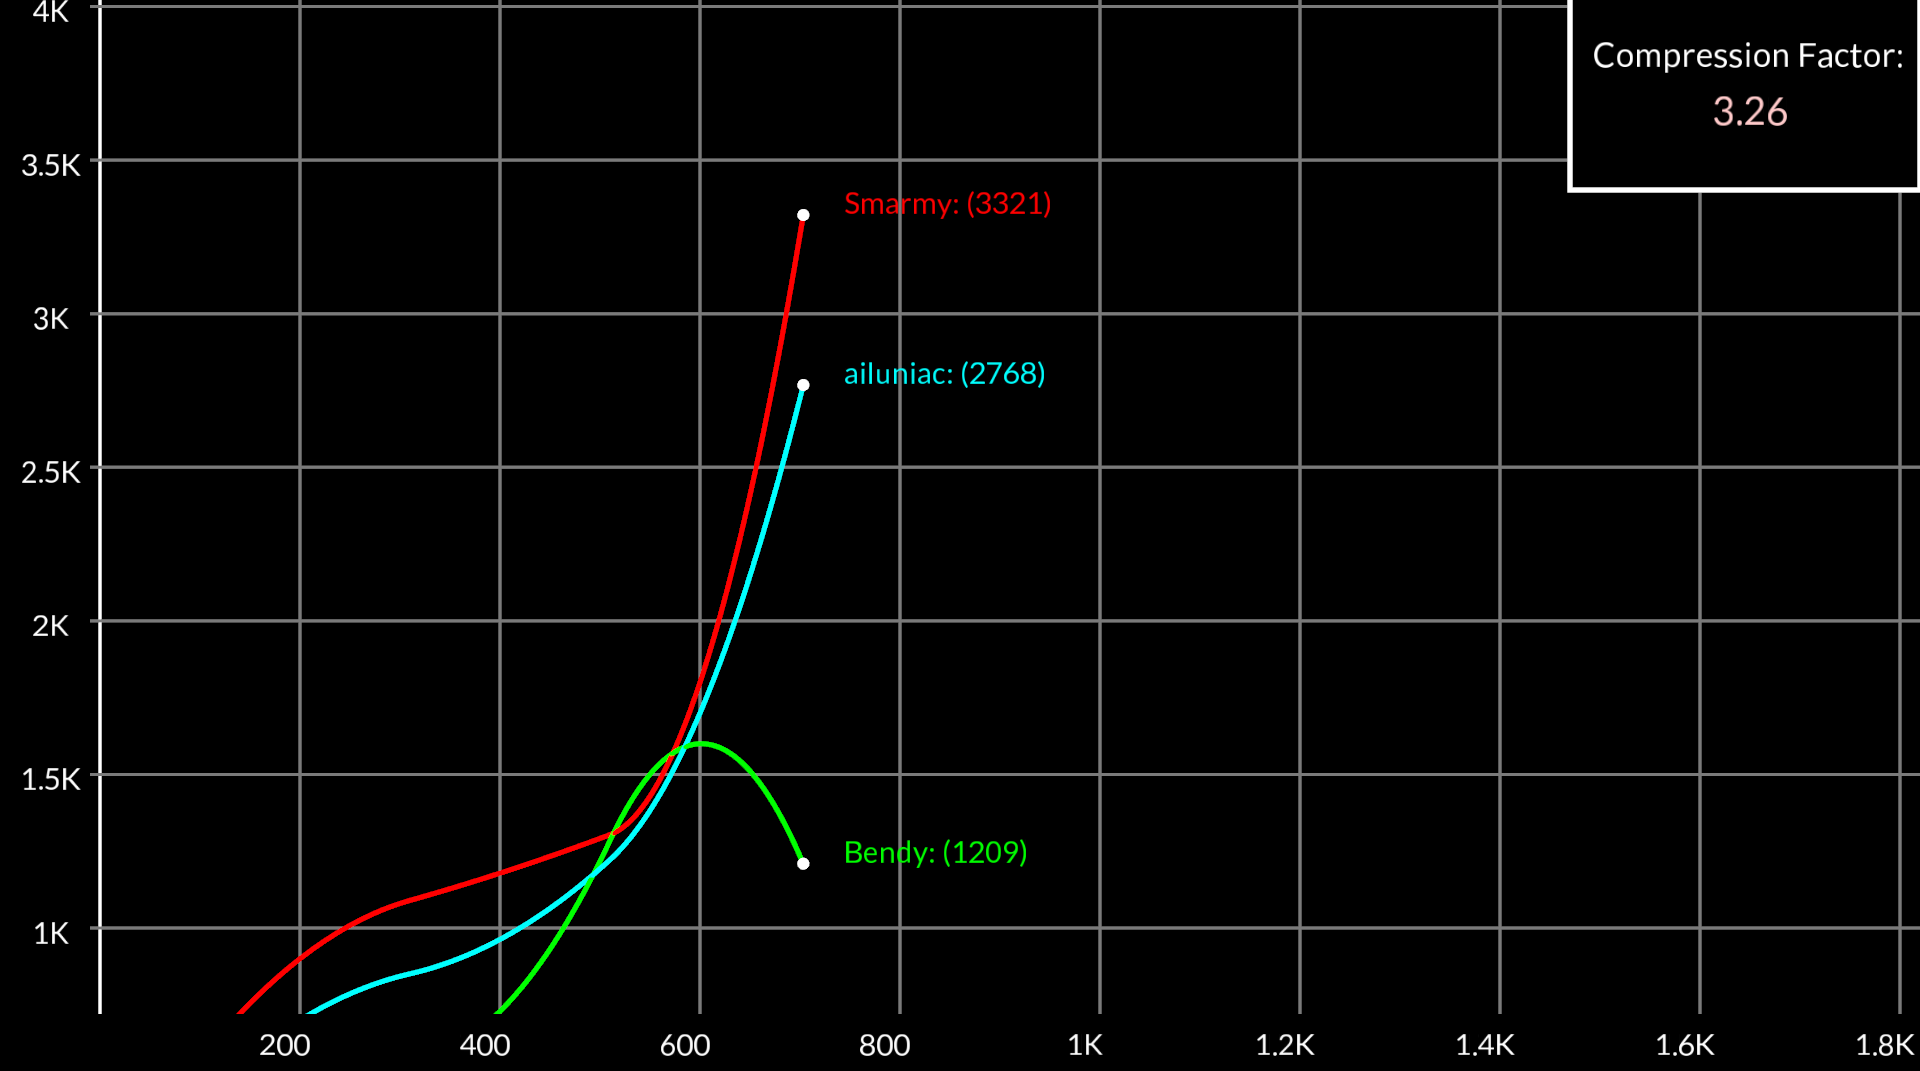 4K
Compression Factor:
3.26
3.5K
Smarmy: (3321)
3K
ailuniac: (2768)
2.5K
2K
1.5K
Bendy: (1209)
1K
200 400 600 800 1K 1.2K 1.4K 1.6K 1.8K